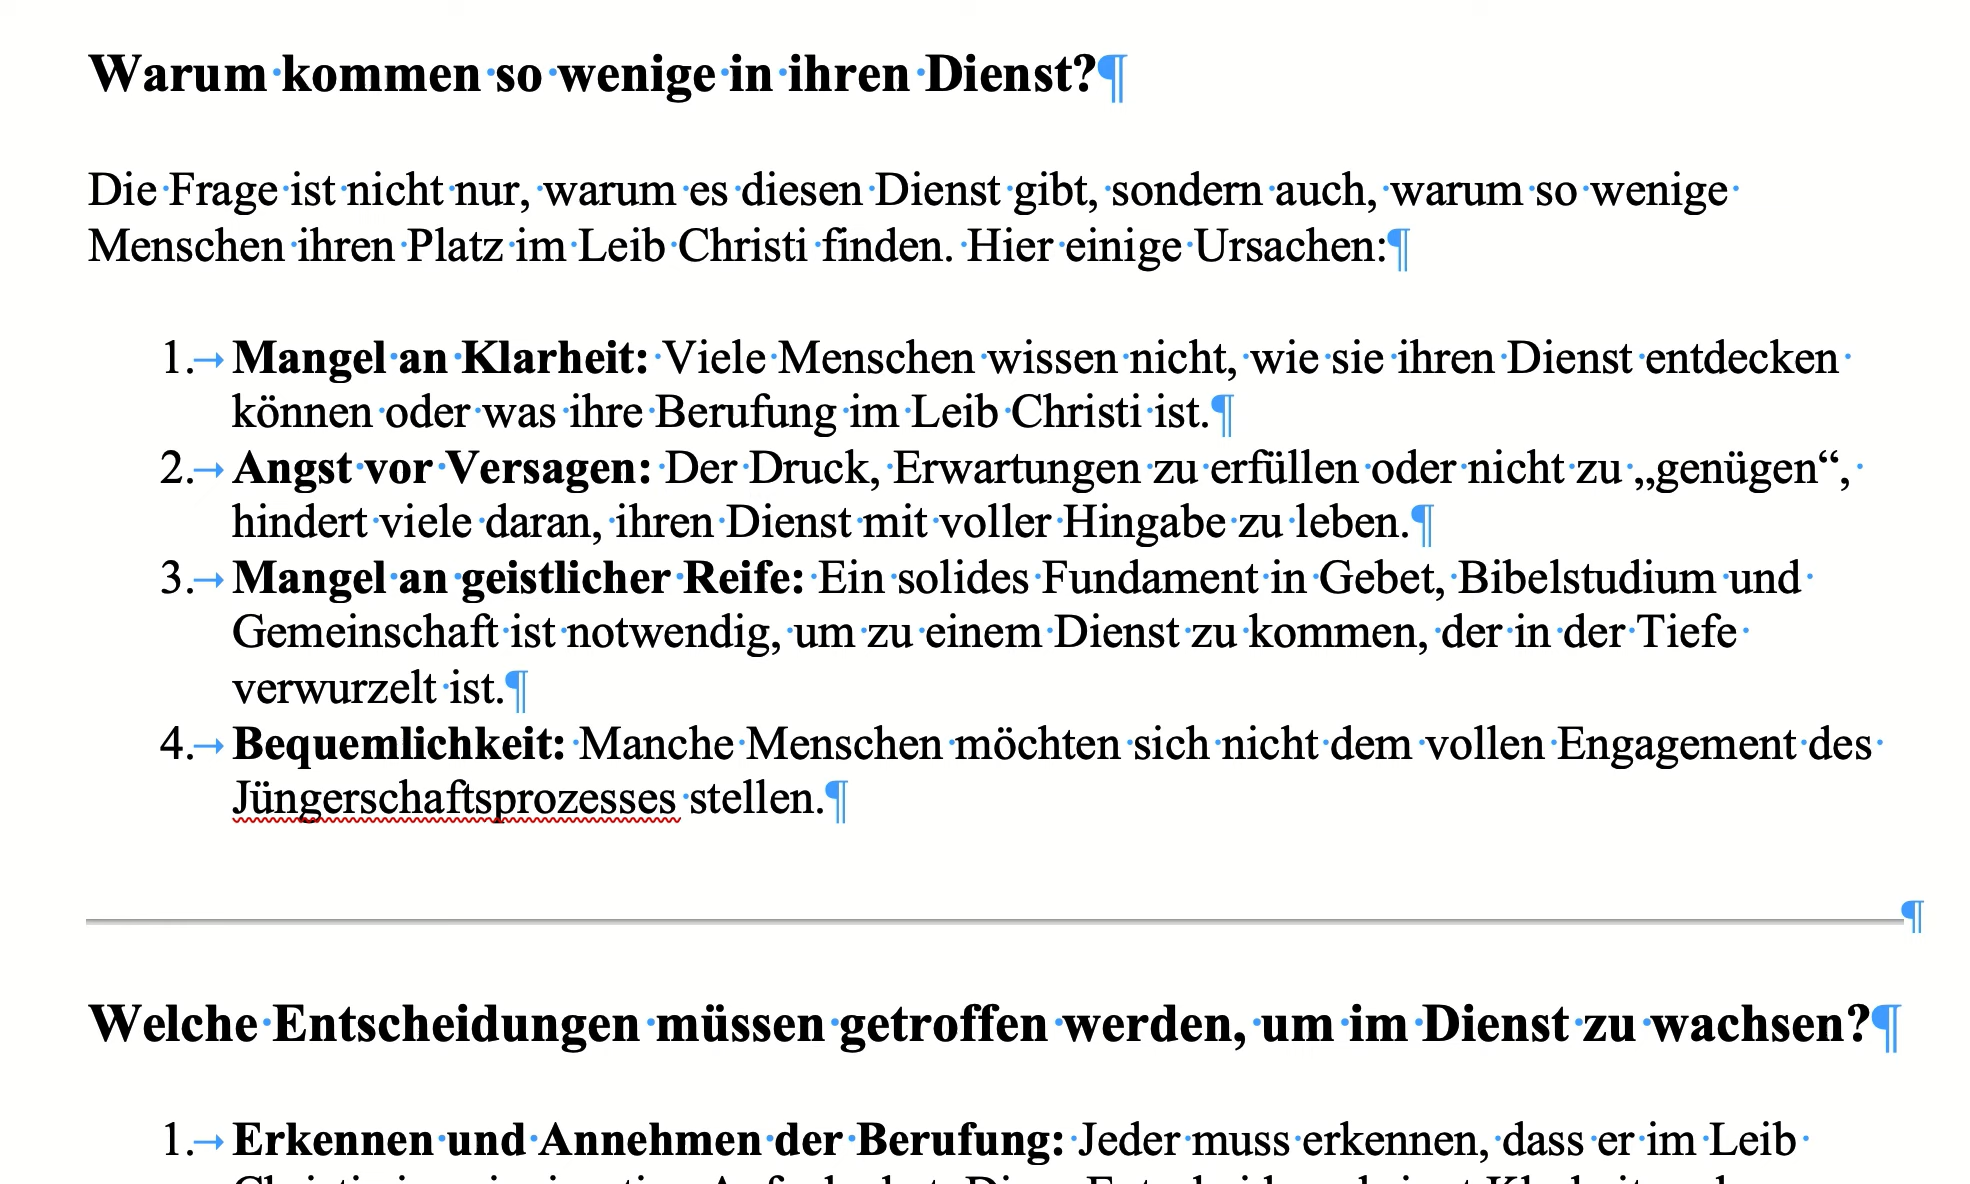 Warum kommen so wenige in ihren Dienst?¶
Die Frage ist nicht nur, warum es diesen Dienst gibt, sondern auch, warum so wenige
Menschen ihren Platz im Leib Christi finden. Hier einige Ursachen:¶
1.→ Mangel an Klarheit: Viele Menschen wissen nicht, wie sie ihren Dienst entdecken
können oder was ihre Berufung im Leib Christi ist.¶
2.→ Angst vor Versagen: Der Druck, Erwartungen zu erfüllen oder nicht zu „genügen“,
hindert viele daran, ihren Dienst mit voller Hingabe zu leben.¶
3.→ Mangel an geistlicher Reife: Ein solides Fundament in Gebet, Bibelstudium und
Gemeinschaft ist notwendig, um zu einem Dienst zu kommen, der in der Tiefe
verwurzelt ist.¶
4.→ Bequemlichkeit: Manche Menschen möchten sich nicht dem vollen Engagement des
Jüngerschaftsprozesses stellen.¶
¶
Welche Entscheidungen müssen getroffen werden, um im Dienst zu wachsen?¶
1.→ Erkennen und Annehmen der Berufung: Jeder muss erkennen, dass er im Leib